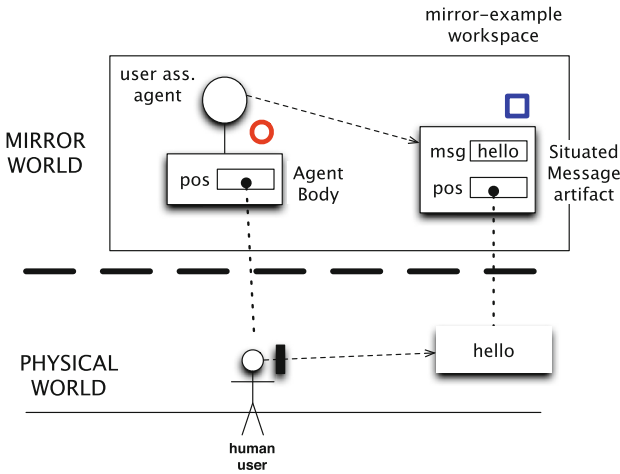 mirror-example
workspace
user ass.
agent
MIRROR
WORLD
msg hello
pos
Situated
Message
artifact
pos
Agent
Body
PHYSICAL
WORLD
hello
human
user